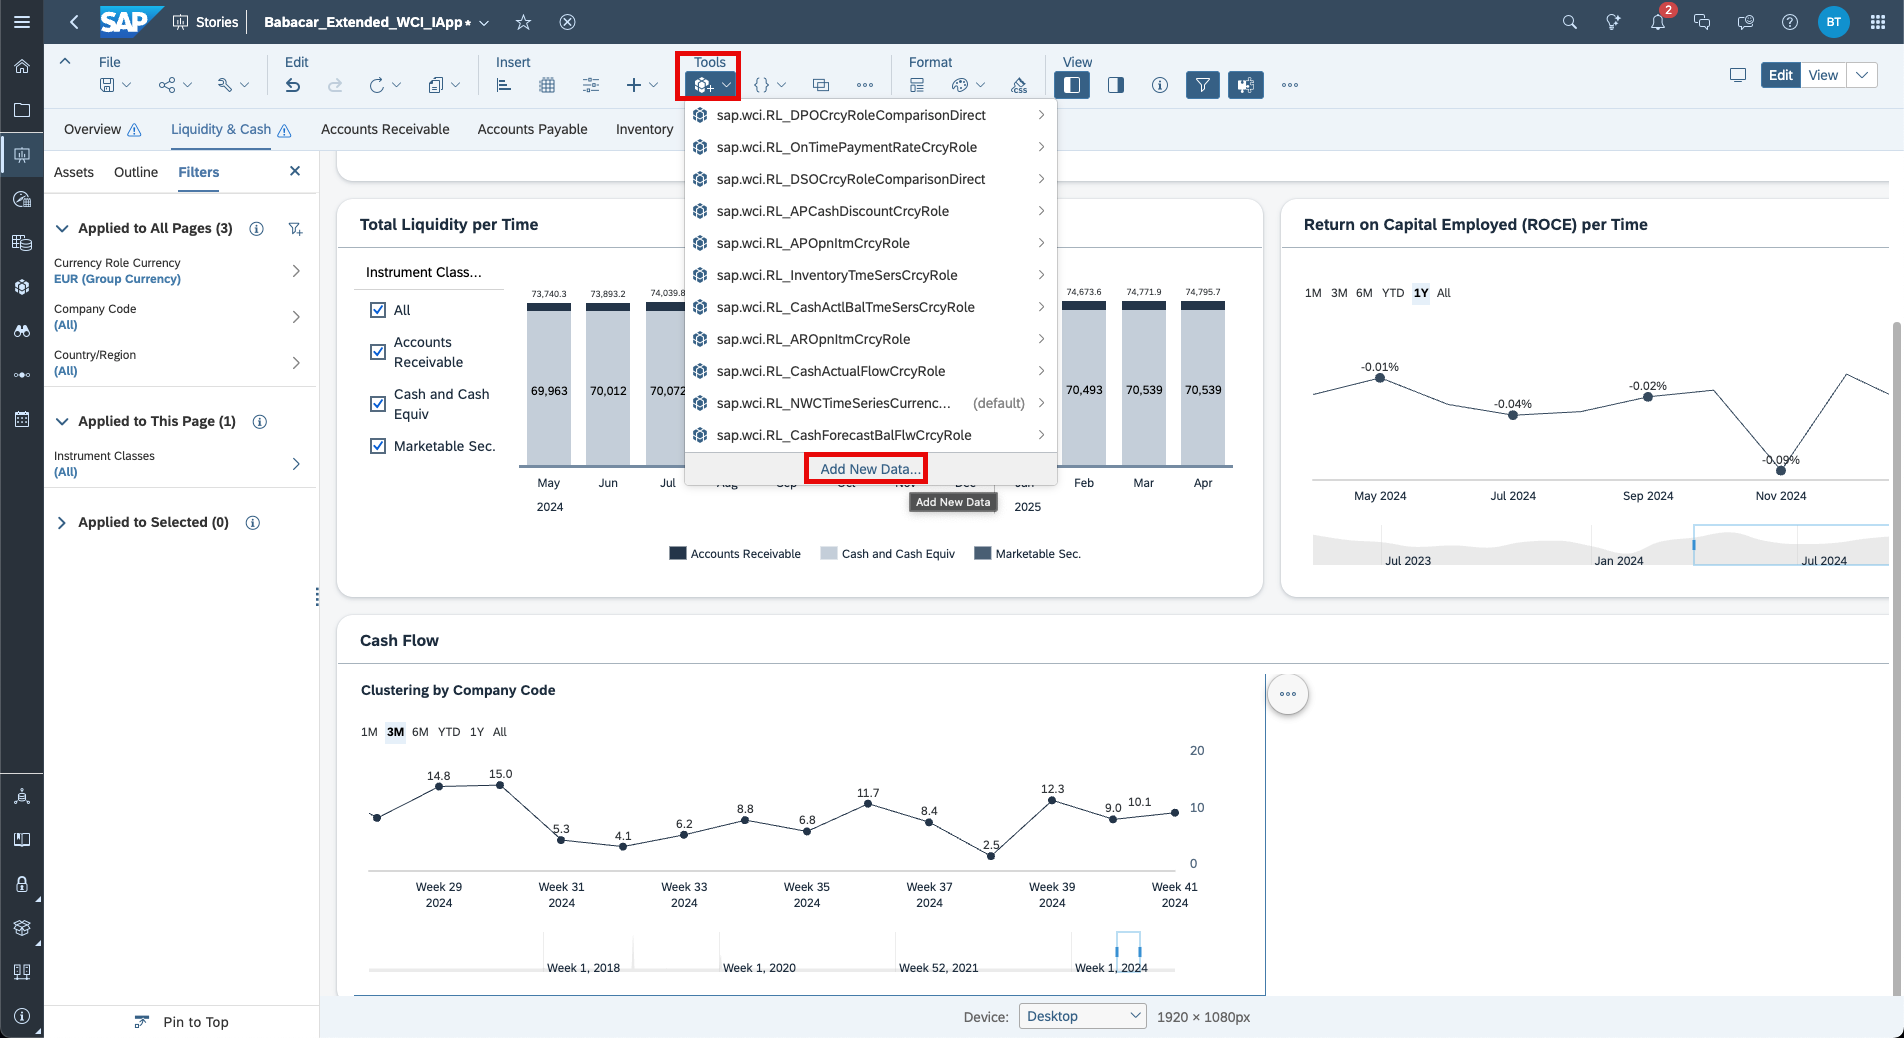 SAP Stories Babacar_Extended_WCI_IApp* 2 BT
File Edit Insert Tools Format View
CSS
Edit View
Overview Liquidity & Cash Accounts Receivable Accounts Payable Inventory
Assets Outline Filters
Applied to All Pages (3)
Currency Role Currency
EUR (Group Currency)
Company Code
(All)
Country/Region
(All)
Applied to This Page (1)
Instrument Classes
(All)
Applied to Selected (0)
Pin to Top
sap.wci.RL_DPOCrcyRoleComparisonDirect
sap.wci.RL_OnTimePaymentRateCrcyRole
sap.wci.RL_DSOCrcyRoleComparisonDirect
sap.wci.RL_APCashDiscountCrcyRole
sap.wci.RL_APOpnItmCrcyRole
sap.wci.RL_InventoryTmeSersCrcyRole
sap.wci.RL_CashActlBalTmeSersCrcyRole
sap.wci.RL_AROpnItmCrcyRole
sap.wci.RL_CashActualFlowCrcyRole
sap.wci.RL_NWCTimeSeriesCurrenc... (default)
sap.wci.RL_CashForecastBalFlwCrcyRole
Add New Data...
Add New Data
Total Liquidity per Time
Instrument Class...
All
Accounts
Receivable
Cash and Cash
Equiv
Marketable Sec.
73,740.3 73,893.2 74,039.8 74,673.6 74,771.9 74,795.7
69,963 70,012 70,072 70,493 70,539 70,539
May Jun Jul Aug Sep Oct Nov Dec Jan Feb Mar Apr
2024 2025
Accounts Receivable Cash and Cash Equiv Marketable Sec.
Return on Capital Employed (ROCE) per Time
1M 3M 6M YTD 1Y All
-0.01%
-0.04%
-0.02%
-0.09%
May 2024 Jul 2024 Sep 2024 Nov 2024
Jul 2023 Jan 2024 Jul 2024
Cash Flow
Clustering by Company Code
1M 3M 6M YTD 1Y All
20
10
0
14.8 15.0 5.3 4.1 6.2 8.8 6.8 11.7 8.4 2.5 12.3 9.0 10.1
Week 29 Week 31 Week 33 Week 35 Week 37 Week 39 Week 41
2024 2024 2024 2024 2024 2024 2024
Week 1, 2018 Week 1, 2020 Week 52, 2021 Week 1, 2024
Device: Desktop 1920 × 1080px